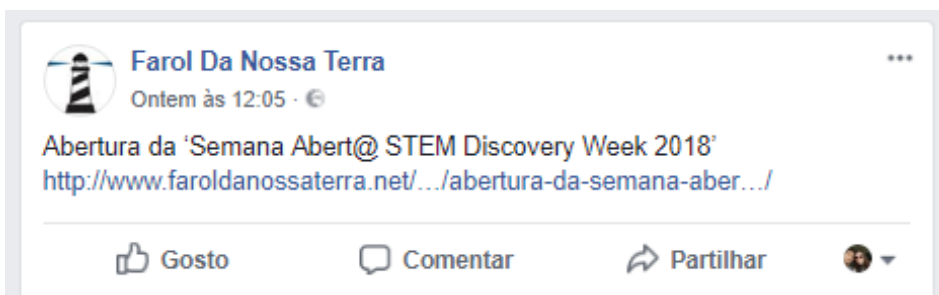 Farol Da Nossa Terra
Ontem às 12:05 ·
Abertura da ‘Semana Abert@ STEM Discovery Week 2018’
http://www.faroldanossaterra.net/…/abertura-da-semana-aber…/
Gosto Comentar Partilhar